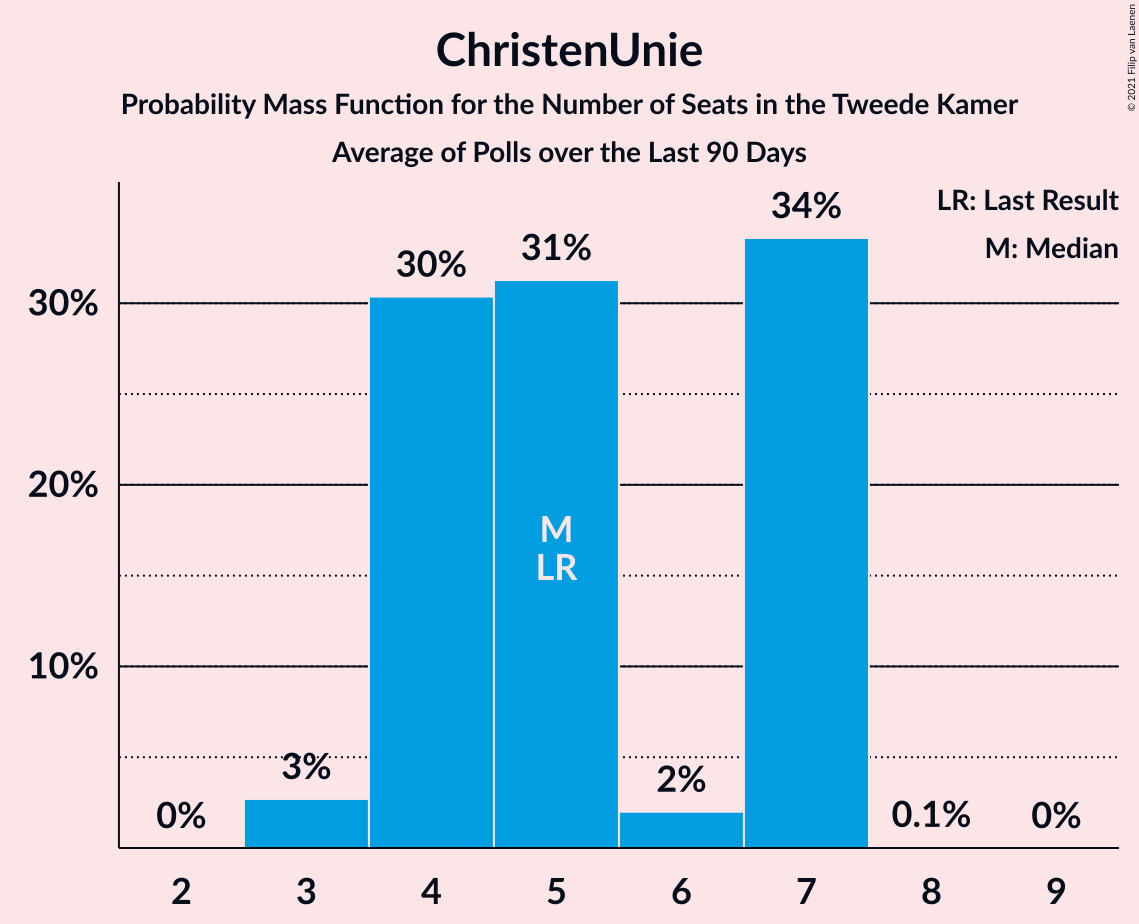 ChristenUnie
Probability Mass Function for the Number of Seats in the Tweede Kamer
Average of Polls over the Last 90 Days
© 2021 Filip van Laenen
LR: Last Result
M: Median
34%
31%
30%
30%
20%
M
LR
10%
3%
2%
0%
0.1%
0%
2 3 4 5 6 7 8 9